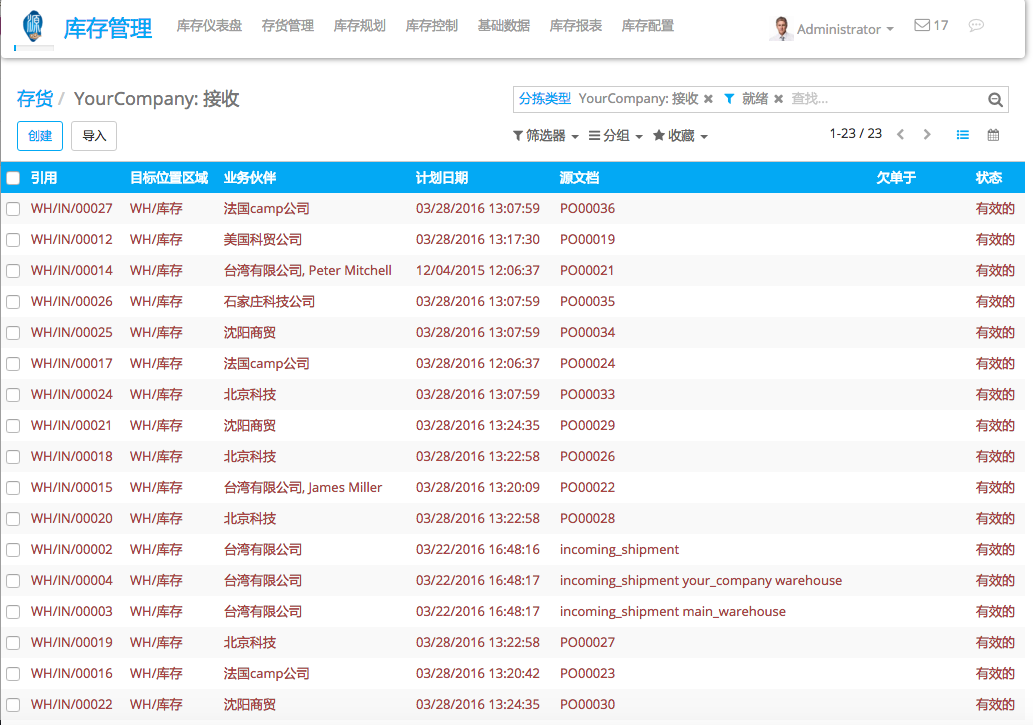 源 库存管理 库存仪表盘 存货管理 库存规划 库存控制 基础数据 库存报表 库存配置 Administrator 17
存货 / YourCompany: 接收 分拣类型 YourCompany: 接收 就绪 查找...
创建 导入 筛选器 分组 收藏 1-23 / 23
引用 目标位置区域 业务伙伴 计划日期 源文档 欠单于 状态
WH/IN/00027 WH/库存 法国camp公司 03/28/2016 13:07:59 PO00036 有效的
WH/IN/00012 WH/库存 美国科贸公司 03/28/2016 13:17:30 PO00019 有效的
WH/IN/00014 WH/库存 台湾有限公司, Peter Mitchell 12/04/2015 12:06:37 PO00021 有效的
WH/IN/00026 WH/库存 石家庄科技公司 03/28/2016 13:07:59 PO00035 有效的
WH/IN/00025 WH/库存 沈阳商贸 03/28/2016 13:07:59 PO00034 有效的
WH/IN/00017 WH/库存 法国camp公司 03/28/2016 12:06:37 PO00024 有效的
WH/IN/00024 WH/库存 北京科技 03/28/2016 13:07:59 PO00033 有效的
WH/IN/00021 WH/库存 沈阳商贸 03/28/2016 13:24:35 PO00029 有效的
WH/IN/00018 WH/库存 北京科技 03/28/2016 13:22:58 PO00026 有效的
WH/IN/00015 WH/库存 台湾有限公司, James Miller 03/28/2016 13:20:09 PO00022 有效的
WH/IN/00020 WH/库存 北京科技 03/28/2016 13:22:58 PO00028 有效的
WH/IN/00002 WH/库存 台湾有限公司 03/22/2016 16:48:16 incoming_shipment 有效的
WH/IN/00004 WH/库存 台湾有限公司 03/22/2016 16:48:17 incoming_shipment your_company warehouse 有效的
WH/IN/00003 WH/库存 台湾有限公司 03/22/2016 16:48:17 incoming_shipment main_warehouse 有效的
WH/IN/00019 WH/库存 北京科技 03/28/2016 13:22:58 PO00027 有效的
WH/IN/00016 WH/库存 法国camp公司 03/28/2016 13:20:42 PO00023 有效的
WH/IN/00022 WH/库存 沈阳商贸 03/28/2016 13:24:35 PO00030 有效的